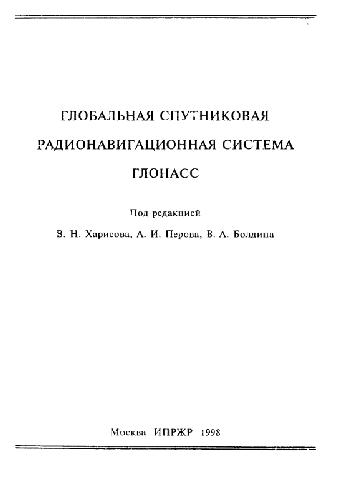 ГЛОБАЛЬНАЯ СПУТНИКОВАЯ
РАДИОНАВИГАЦИОННАЯ СИСТЕМА
ГЛОНАСС
Под редакцией
В. Н. Харисова, А. И. Перова, В. А. Болдина
Москва ИПРЖР 1998